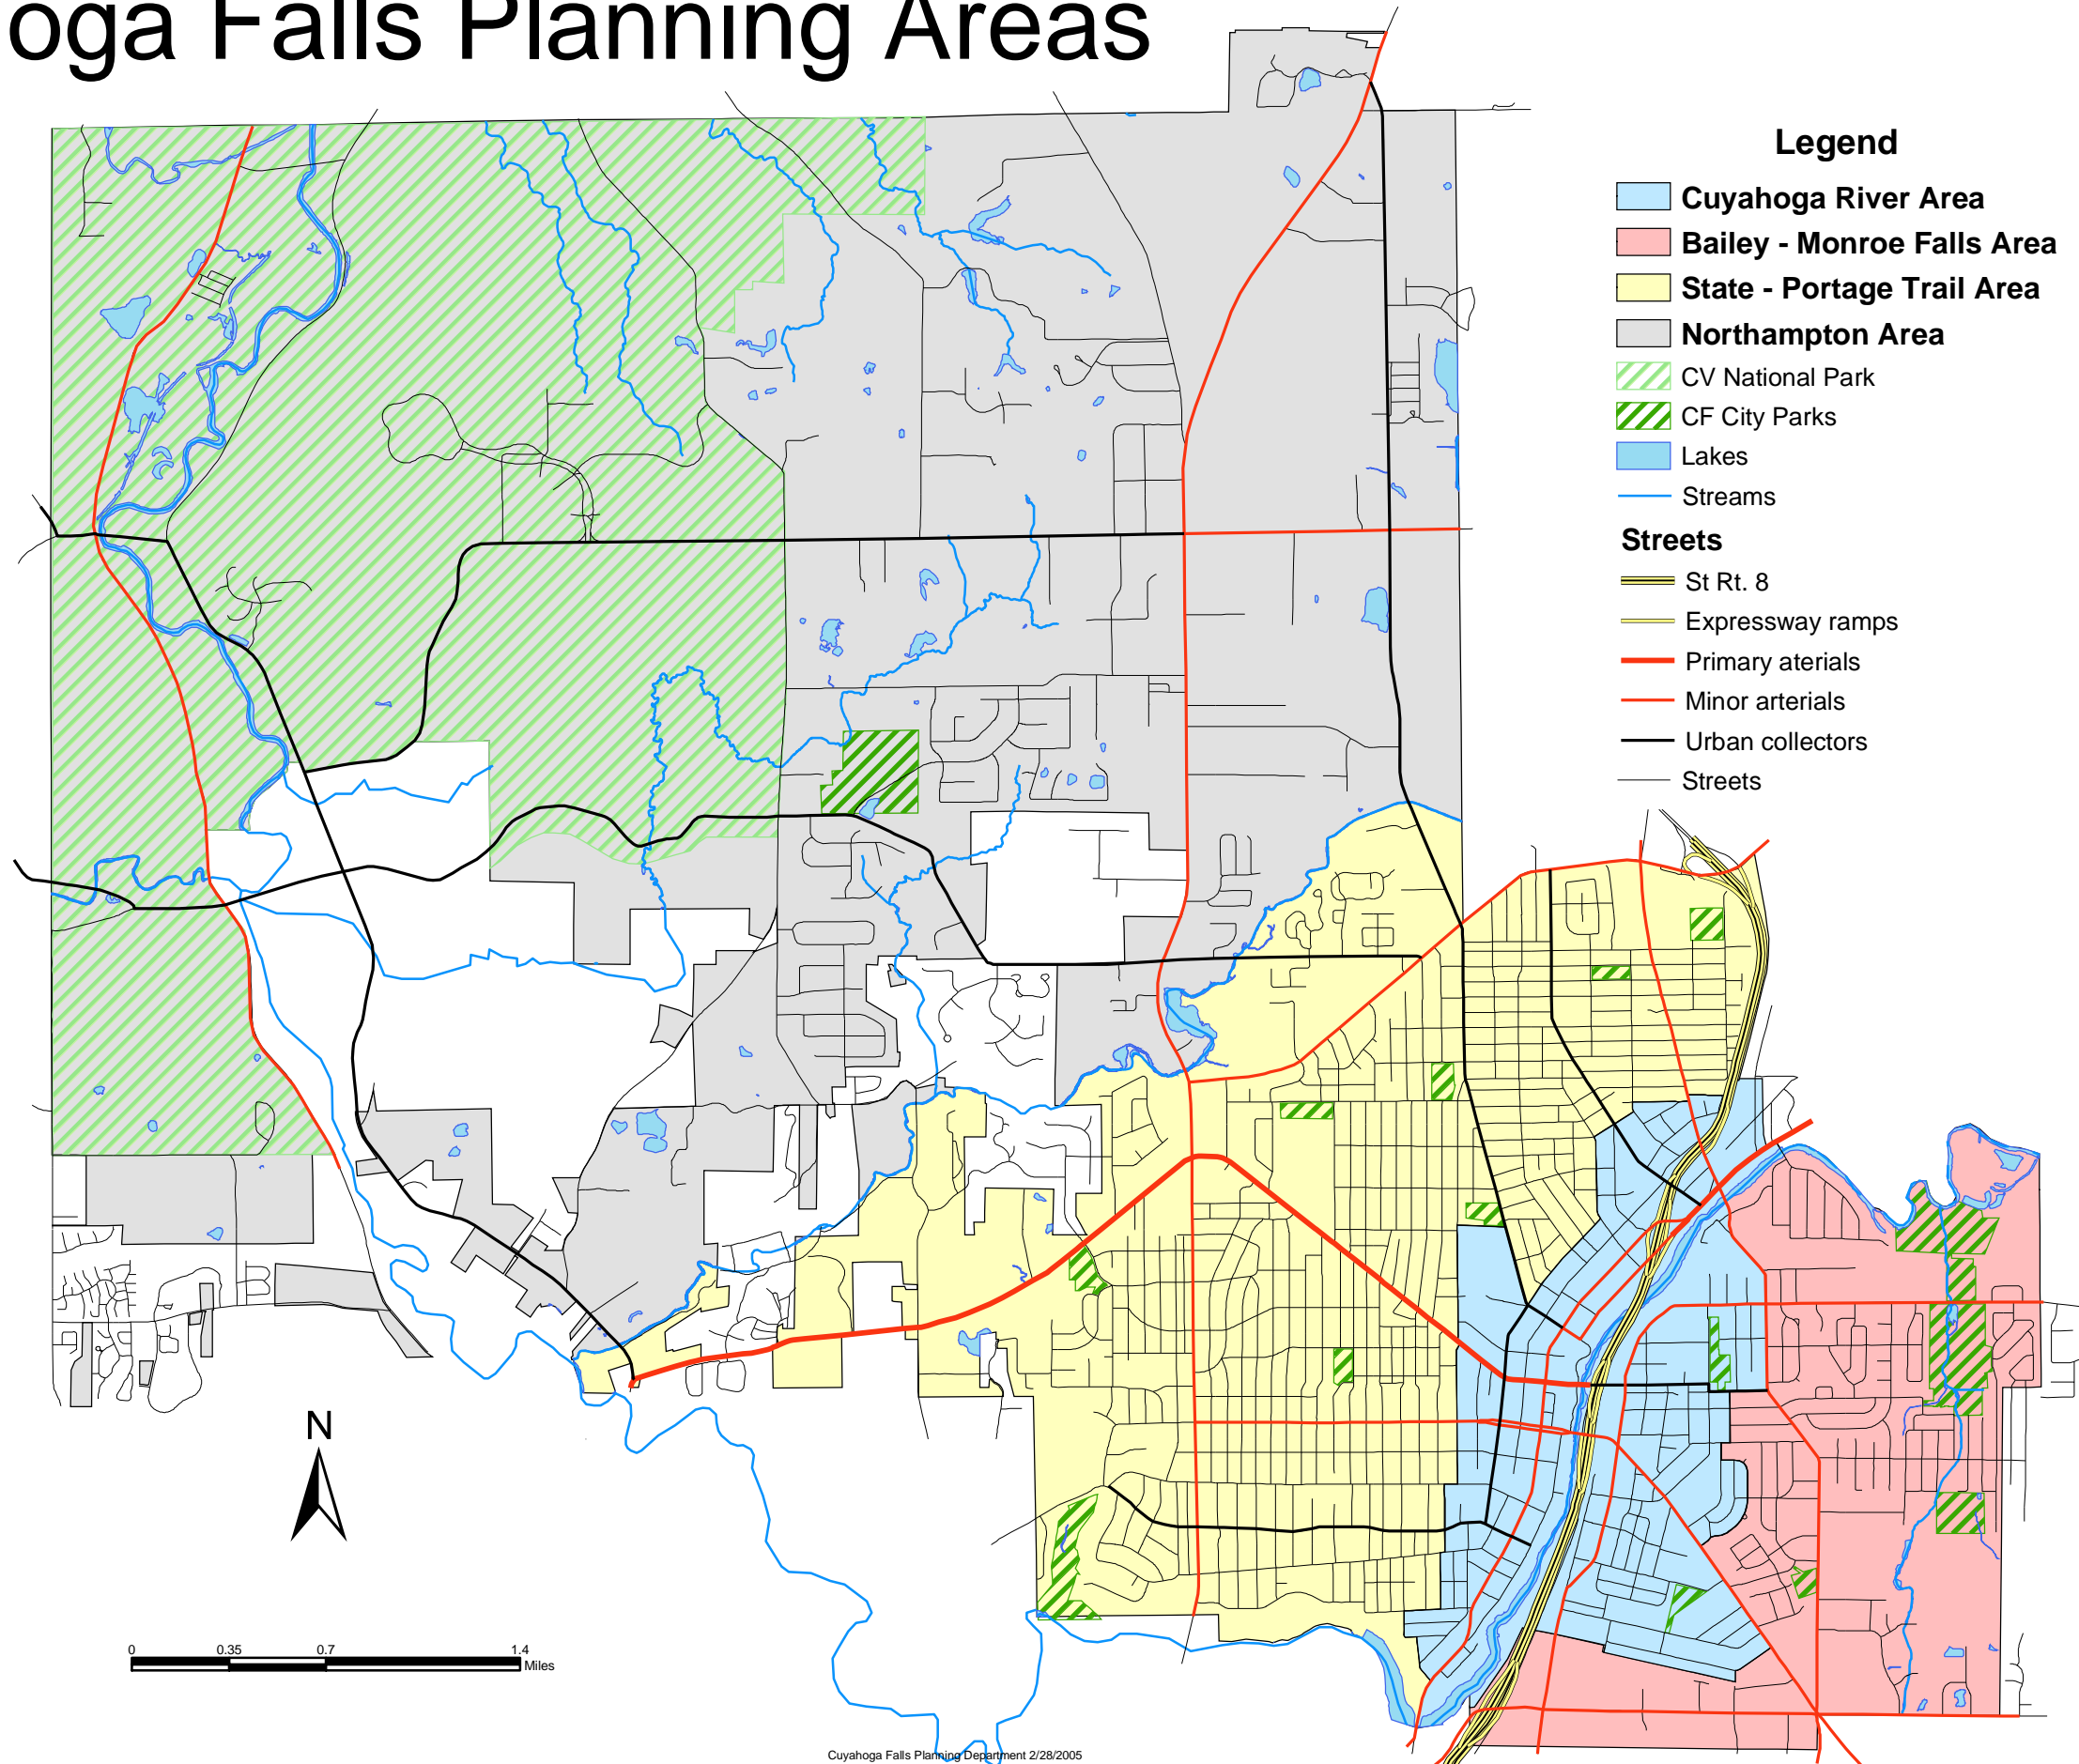 oga Falls Planning Areas
Legend
Cuyahoga River Area
Bailey - Monroe Falls Area
State - Portage Trail Area
Northampton Area
CV National Park
CF City Parks
Lakes
Streams
Streets
St Rt. 8
Expressway ramps
Primary aterials
Minor arterials
Urban collectors
Streets
N
0 0.35 0.7 1.4
Miles
Cuyahoga Falls Planning Department 2/28/2005